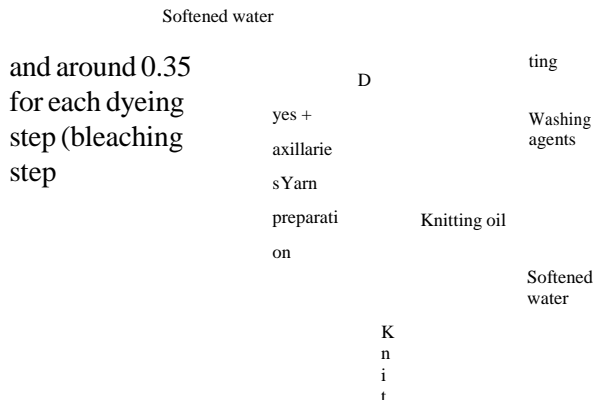 Softened water
and around 0.35
for each dyeing
step (bleaching
step
D
yes +
axillarie
sYarn
preparati
on
ting
Washing
agents
Knitting oil
Softened
water
K
n
i
t